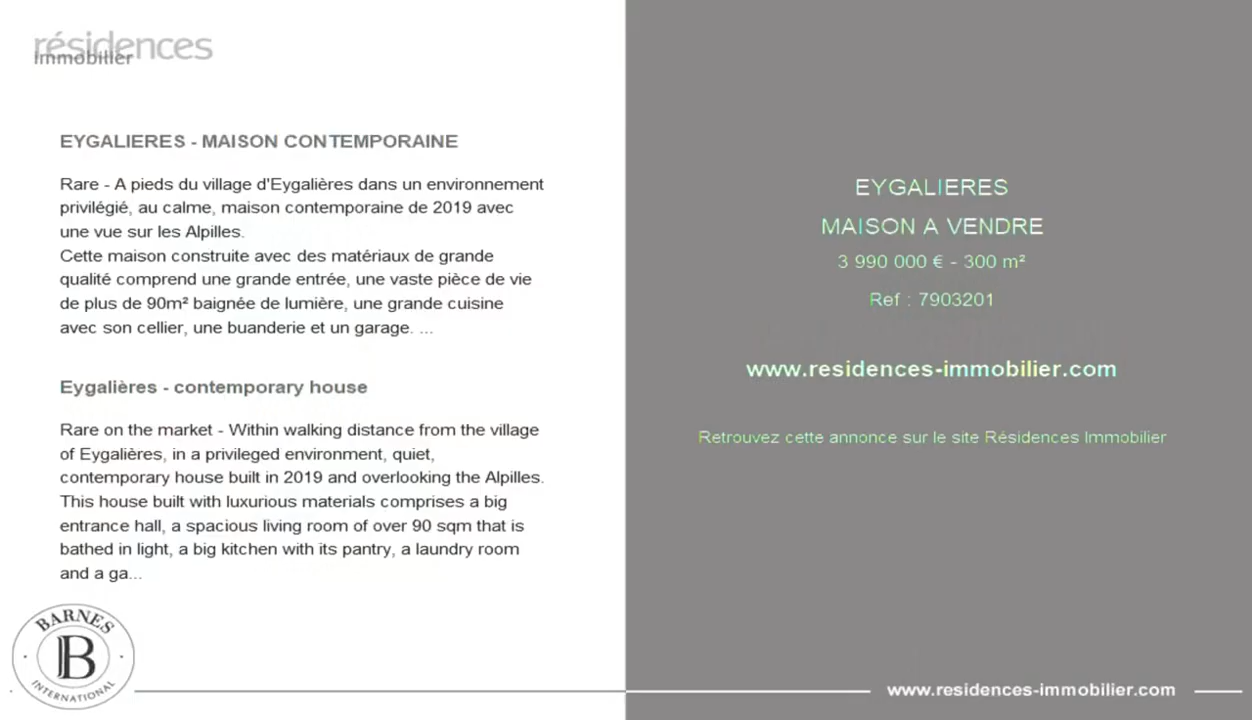 résidences
immobilier
EYGALIERES - MAISON CONTEMPORAINE
Rare - A pieds du village d'Eygalières dans un environnement
privilégié, au calme, maison contemporaine de 2019 avec
une vue sur les Alpilles.
Cette maison construite avec des matériaux de grande
qualité comprend une grande entrée, une vaste pièce de vie
de plus de 90m² baignée de lumière, une grande cuisine
avec son cellier, une buanderie et un garage. ...
Eygalières - contemporary house
Rare on the market - Within walking distance from the village
of Eygalières, in a privileged environment, quiet,
contemporary house built in 2019 and overlooking the Alpilles.
This house built with luxurious materials comprises a big
entrance hall, a spacious living room of over 90 sqm that is
bathed in light, a big kitchen with its pantry, a laundry room
and a ga...
BARNES
B
INTERNATIONAL
EYGALIERES
MAISON A VENDRE
3 990 000 € - 300 m²
Ref : 7903201
www.residences-immobilier.com
Retrouvez cette annonce sur le site Résidences Immobilier
www.residences-immobilier.com